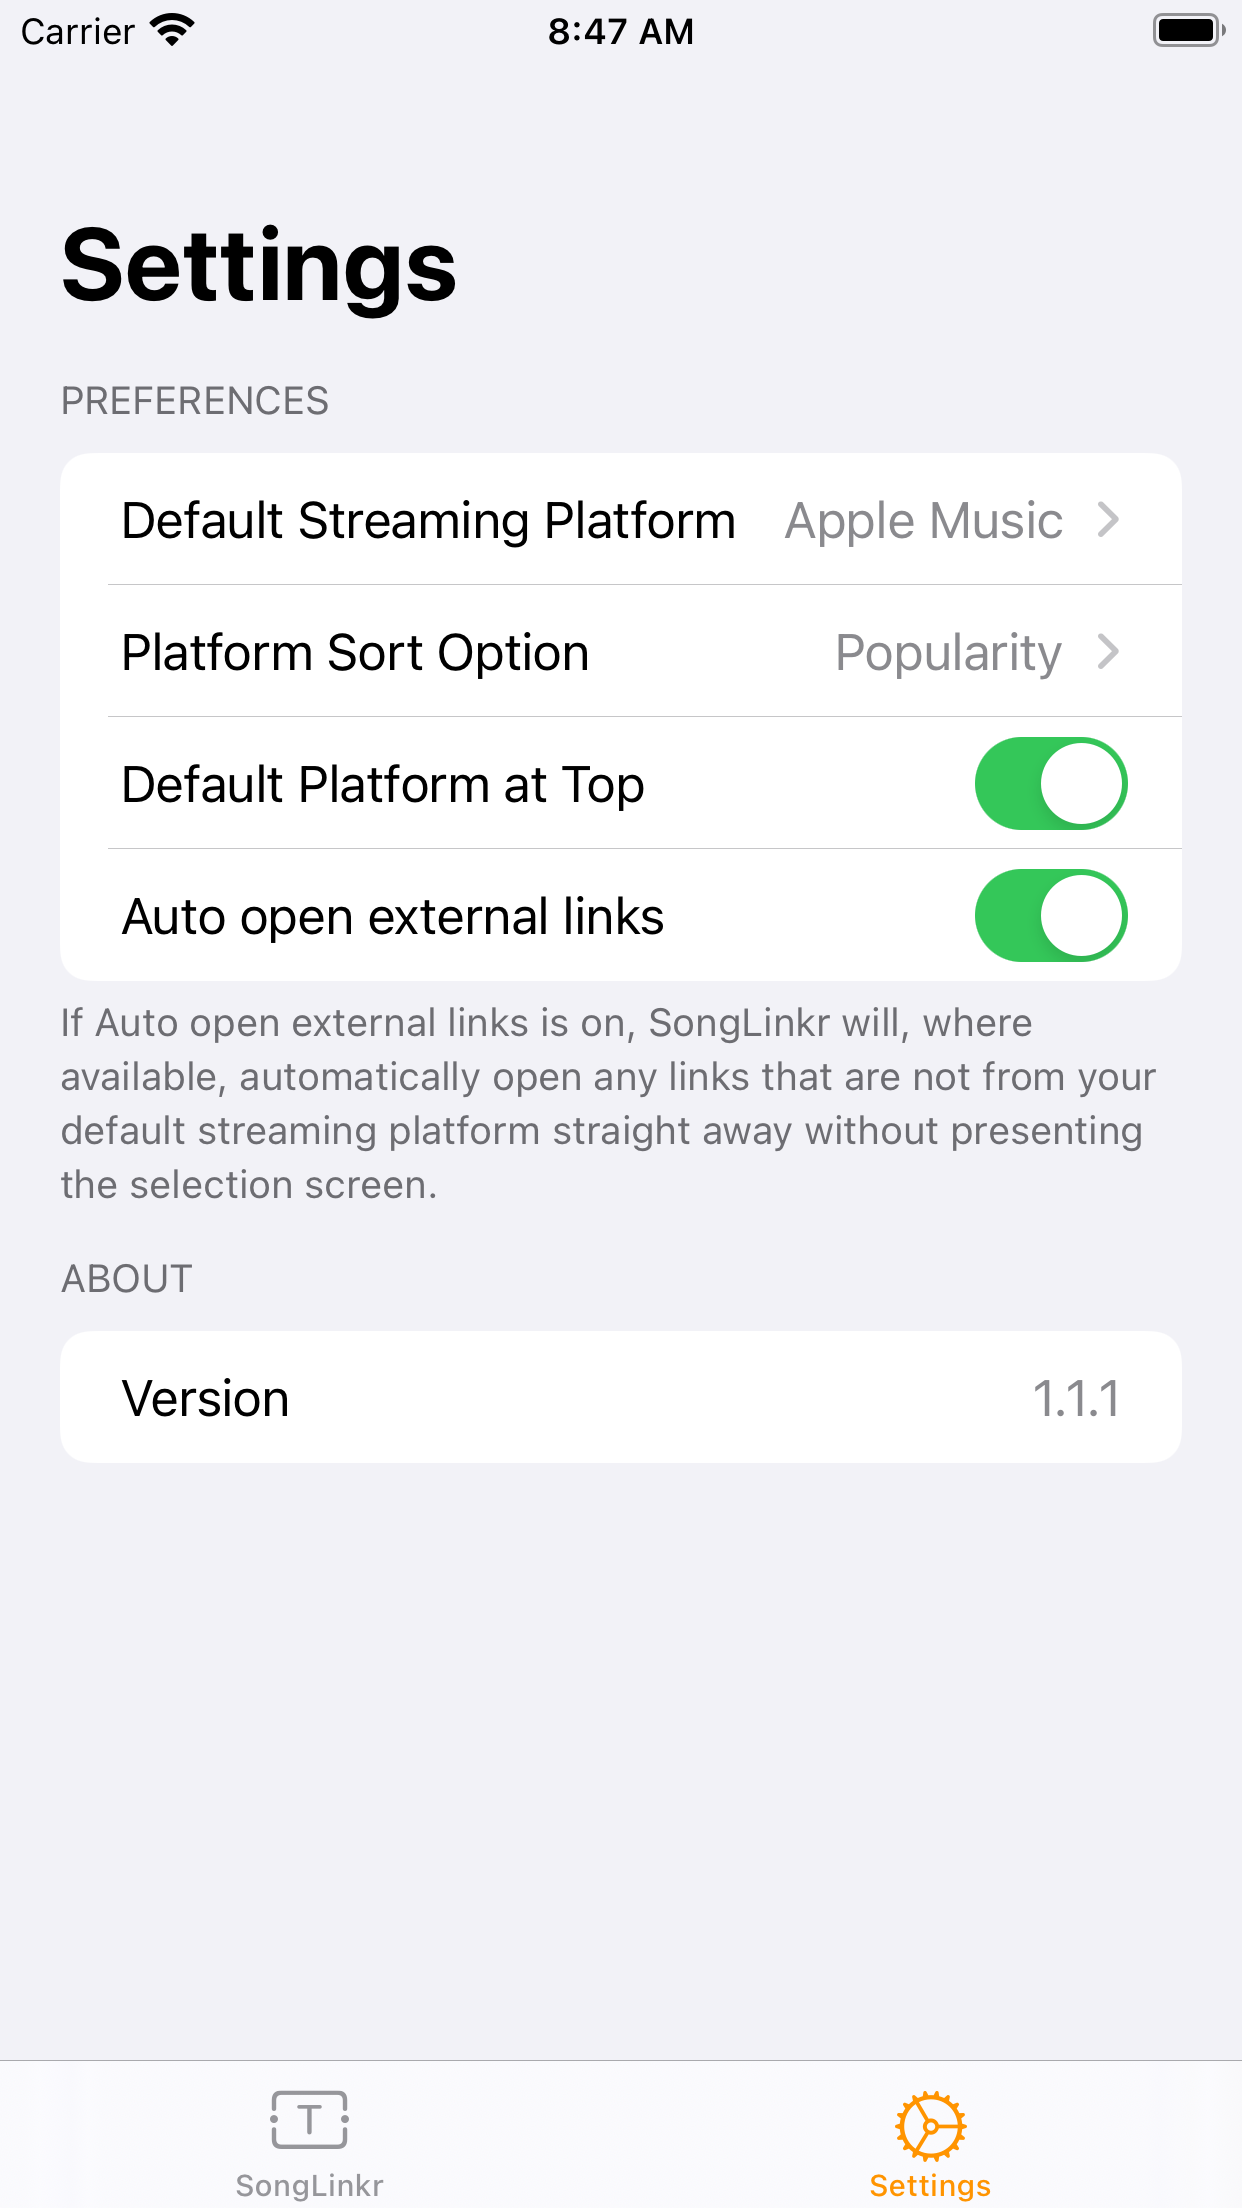 Carrier 8:47 AM
Settings
PREFERENCES
Default Streaming Platform Apple Music
Platform Sort Option Popularity
Default Platform at Top
Auto open external links
If Auto open external links is on, SongLinkr will, where
available, automatically open any links that are not from your
default streaming platform straight away without presenting
the selection screen.
ABOUT
Version 1.1.1
T
SongLinkr Settings